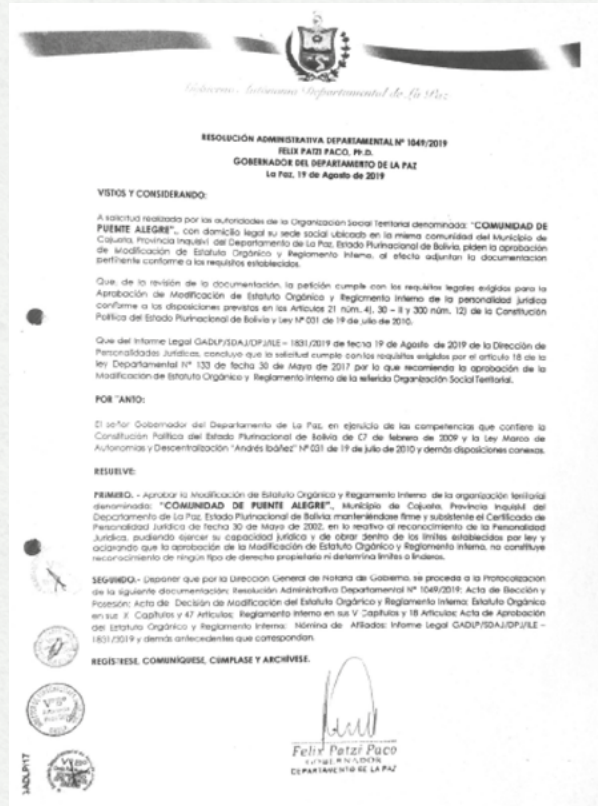 Gobierno Autónomo Departamental de La Paz
RESOLUCIÓN ADMINISTRATIVA DEPARTAMENTAL Nº 1049/2019
FELIX PATZI PACO, PH.D.
GOBERNADOR DEL DEPARTAMENTO DE LA PAZ
La Paz, 19 de Agosto de 2019
VISTOS Y CONSIDERANDO:
A solicitud realizada por las autoridades de la Organización Social Territorial denominada: "COMUNIDAD DE
PUENTE ALEGRE"., con domicilio legal su sede social ubicado en la misma comunidad del Municipio de
Cajuata, Provincia Inquisivi del Departamento de La Paz, Estado Plurinacional de Bolivia, piden la aprobación
de Modificación de Estatuto Orgánico y Reglamento Interno, al efecto adjuntan la documentación
pertinente conforme a los requisitos establecidos.
Que, de la revisión de la documentación, la petición cumple con los requisitos legales exigidos para la
Aprobación de Modificación de Estatuto Orgánico y Reglamento Interno de la personalidad jurídica
conforme a las disposiciones previstas en los Artículos 21 núm. 4), 30 – II y 300 núm. 12) de la Constitución
Política del Estado Plurinacional de Bolivia y Ley Nº 031 de 19 de julio de 2010.
Que del Informe Legal GADLP/SDAJ/DPJ/ILE – 1831/2019 de fecha 19 de Agosto de 2019 de la Dirección de
Personalidades Jurídicas, concluyo que la solicitud cumple con los requisitos exigidos por el artículo 18 de la
ley Departamental Nº 133 de fecha 30 de Mayo de 2017 por lo que recomienda la aprobación de la
Modificación de Estatuto Orgánico y Reglamento Interno de la referida Organización Social Territorial.
POR TANTO:
El señor Gobernador del Departamento de La Paz, en ejercicio de las competencias que confiere la
Constitución Política del Estado Plurinacional de Bolivia de 07 de febrero de 2009 y la Ley Marco de
Autonomías y Descentralización "Andrés Ibáñez" Nº 031 de 19 de julio de 2010 y demás disposiciones conexas.
RESUELVE:
PRIMERO. - Aprobar la Modificación de Estatuto Orgánico y Reglamento Interno de la organización territorial
denominada: "COMUNIDAD DE PUENTE ALEGRE"., Municipio de Cajuata, Provincia Inquisivi del
Departamento de La Paz, Estado Plurinacional de Bolivia; manteniéndose firme y subsistente el Certificado de
Personalidad Jurídica de fecha 30 de Mayo de 2002, en lo relativo al reconocimiento de la Personalidad
Jurídica, pudiendo ejercer su capacidad jurídica y de obrar dentro de los límites establecidos por ley y
aclarando que la aprobación de la Modificación de Estatuto Orgánico y Reglamento Interno, no constituye
reconocimiento de ningún tipo de derecho propietario ni determina límites o linderos.
SEGUNDO.- Disponer que por la Dirección General de Notaría de Gobierno, se proceda a la Protocolización
de la siguiente documentación: Resolución Administrativa Departamental Nº 1049/2019; Acta de Elección y
Posesión; Acta de Decisión de Modificación del Estatuto Orgánico y Reglamento Interno; Estatuto Orgánico
en sus X Capítulos y 47 Artículos; Reglamento Interno en sus V Capítulos y 18 Artículos; Acta de Aprobación
del Estatuto Orgánico y Reglamento Interno; Nómina de Afiliados; Informe Legal GADLP/SDAJ/DPJ/ILE –
1831/2019 y demás antecedentes que correspondan.
REGÍSTRESE, COMUNÍQUESE, CÚMPLASE Y ARCHÍVESE.
Felix Patzi Paco
GOBERNADOR
DEPARTAMENTO DE LA PAZ